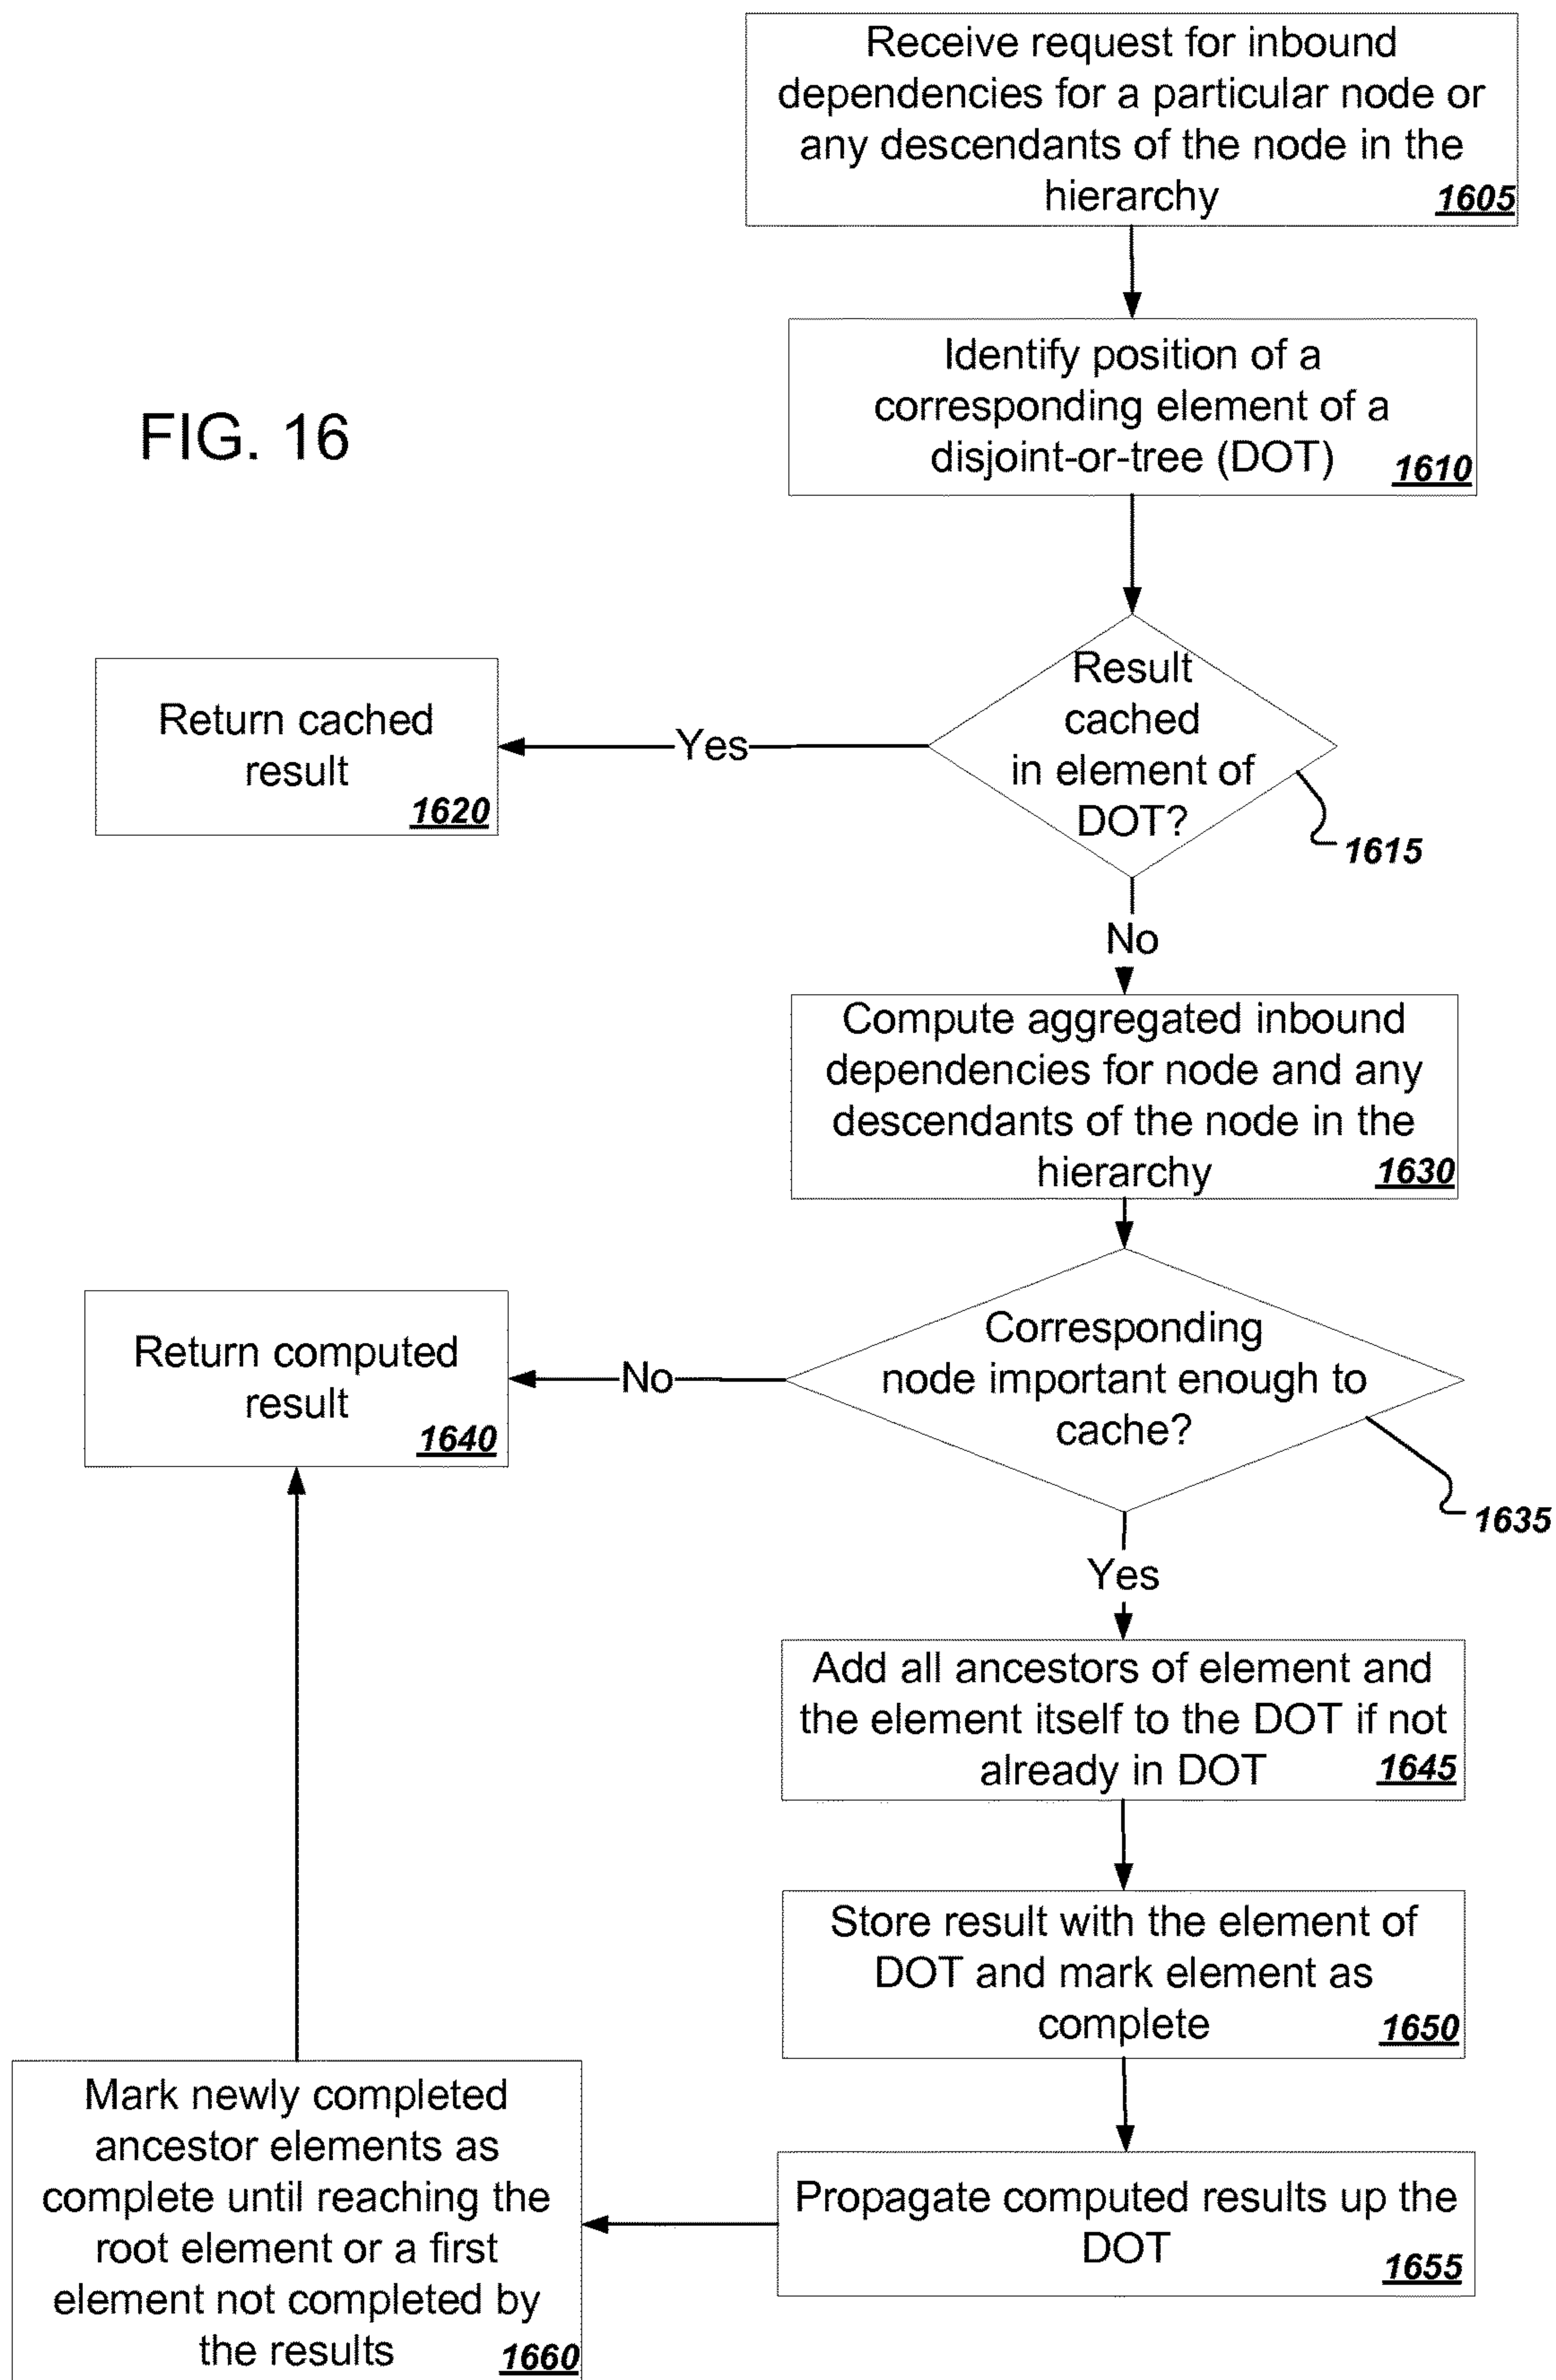 Receive request for inbound
dependencies for a particular node or
any descendants of the node in the
hierarchy 1605
FIG. 16
Identify position of a
corresponding element of a
disjoint-or-tree (DOT) 1610
Result
cached
in element of
DOT?
1615
Yes
Return cached
result
1620
No
Compute aggregated inbound
dependencies for node and any
descendants of the node in the
hierarchy 1630
Corresponding
node important enough to
cache?
1635
No
Return computed
result
1640
Yes
Add all ancestors of element and
the element itself to the DOT if not
already in DOT 1645
Store result with the element of
DOT and mark element as
complete 1650
Propagate computed results up the
DOT
1655
Mark newly completed
ancestor elements as
complete until reaching the
root element or a first
element not completed by
the results 1660